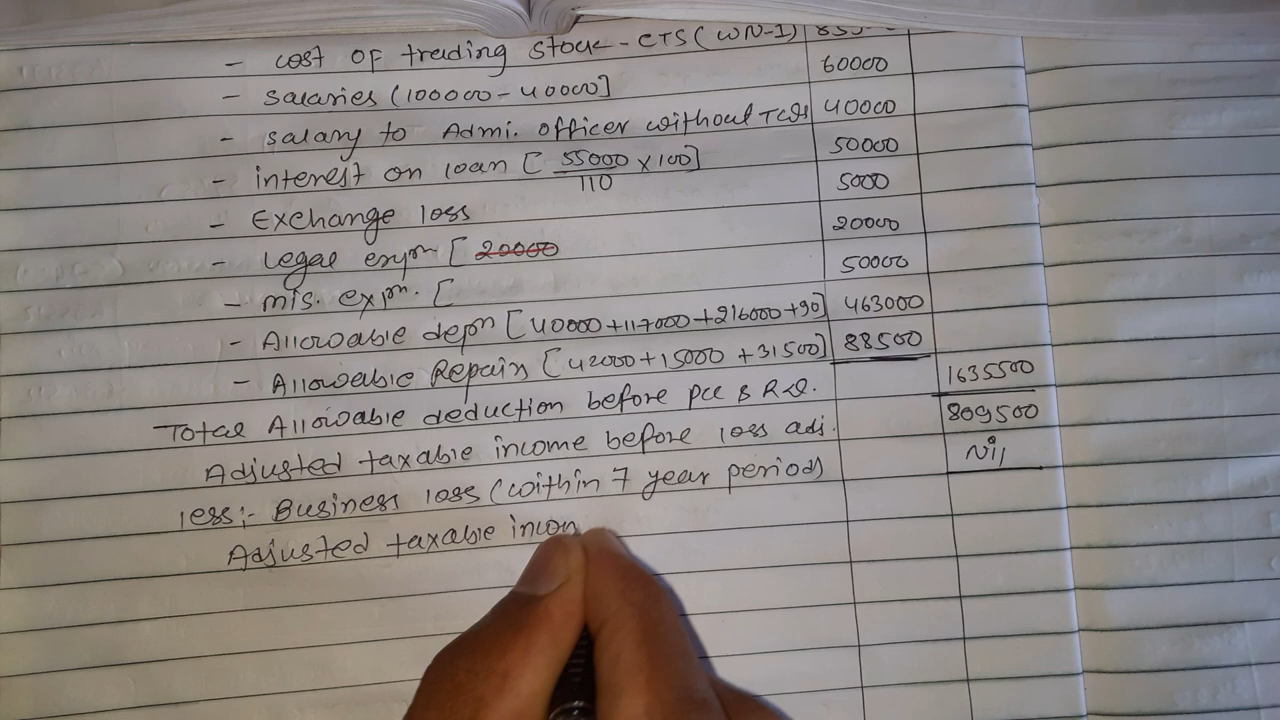 - cost of trading stock - CTS (WN-1)
- Salaries (100000 - 40000] 60000
- salary to Admi. officer without TDS 40000
- interest on loan [ 55000 × 100 / 110 ] 50000
- Exchange loss 5000
- legal expn [ 20000 20000
- mis. expn. [ 50000
- Allowable depn [40000+117000+216000+90] 463000
- Allowable Repairs [42000+15000+31500] 88500
Total Allowable deduction before PCC & R.D. 1635500
Adjusted taxable income before loss adj. 809500
less:- Business loss (within 7 year period) Nil
Adjusted taxable incom